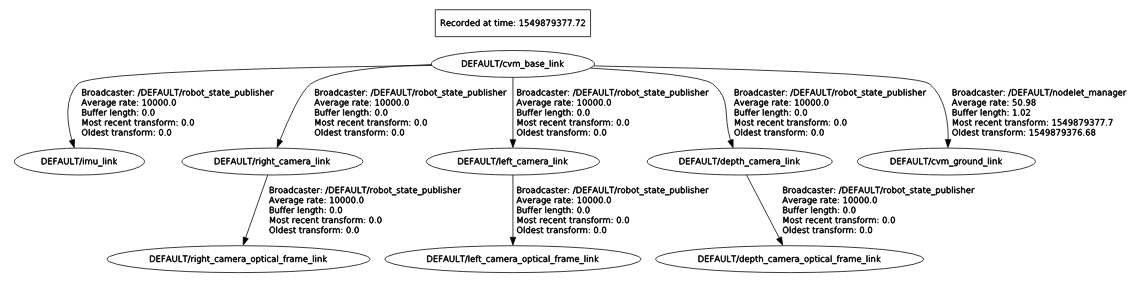 Recorded at time: 1549879377.72
DEFAULT/cvm_base_link
Broadcaster: /DEFAULT/robot_state_publisher
Average rate: 10000.0
Buffer length: 0.0
Most recent transform: 0.0
Oldest transform: 0.0
Broadcaster: /DEFAULT/robot_state_publisher
Average rate: 10000.0
Buffer length: 0.0
Most recent transform: 0.0
Oldest transform: 0.0
Broadcaster: /DEFAULT/robot_state_publisher
Average rate: 10000.0
Buffer length: 0.0
Most recent transform: 0.0
Oldest transform: 0.0
Broadcaster: /DEFAULT/robot_state_publisher
Average rate: 10000.0
Buffer length: 0.0
Most recent transform: 0.0
Oldest transform: 0.0
Broadcaster: /DEFAULT/nodelet_manager
Average rate: 50.98
Buffer length: 1.02
Most recent transform: 1549879377.7
Oldest transform: 1549879376.68
DEFAULT/imu_link
DEFAULT/right_camera_link
DEFAULT/left_camera_link
DEFAULT/depth_camera_link
DEFAULT/cvm_ground_link
Broadcaster: /DEFAULT/robot_state_publisher
Average rate: 10000.0
Buffer length: 0.0
Most recent transform: 0.0
Oldest transform: 0.0
Broadcaster: /DEFAULT/robot_state_publisher
Average rate: 10000.0
Buffer length: 0.0
Most recent transform: 0.0
Oldest transform: 0.0
Broadcaster: /DEFAULT/robot_state_publisher
Average rate: 10000.0
Buffer length: 0.0
Most recent transform: 0.0
Oldest transform: 0.0
DEFAULT/right_camera_optical_frame_link
DEFAULT/left_camera_optical_frame_link
DEFAULT/depth_camera_optical_frame_link